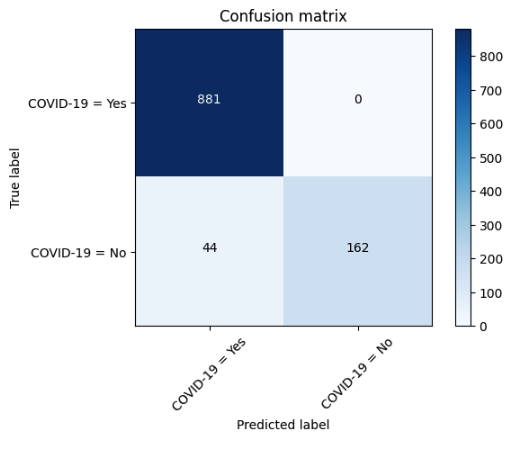 Confusion matrix
COVID-19 = Yes
881
0
800
700
600
500
400
300
200
100
0
True label
COVID-19 = No
44
162
COVID-19 = Yes
COVID-19 = No
Predicted label